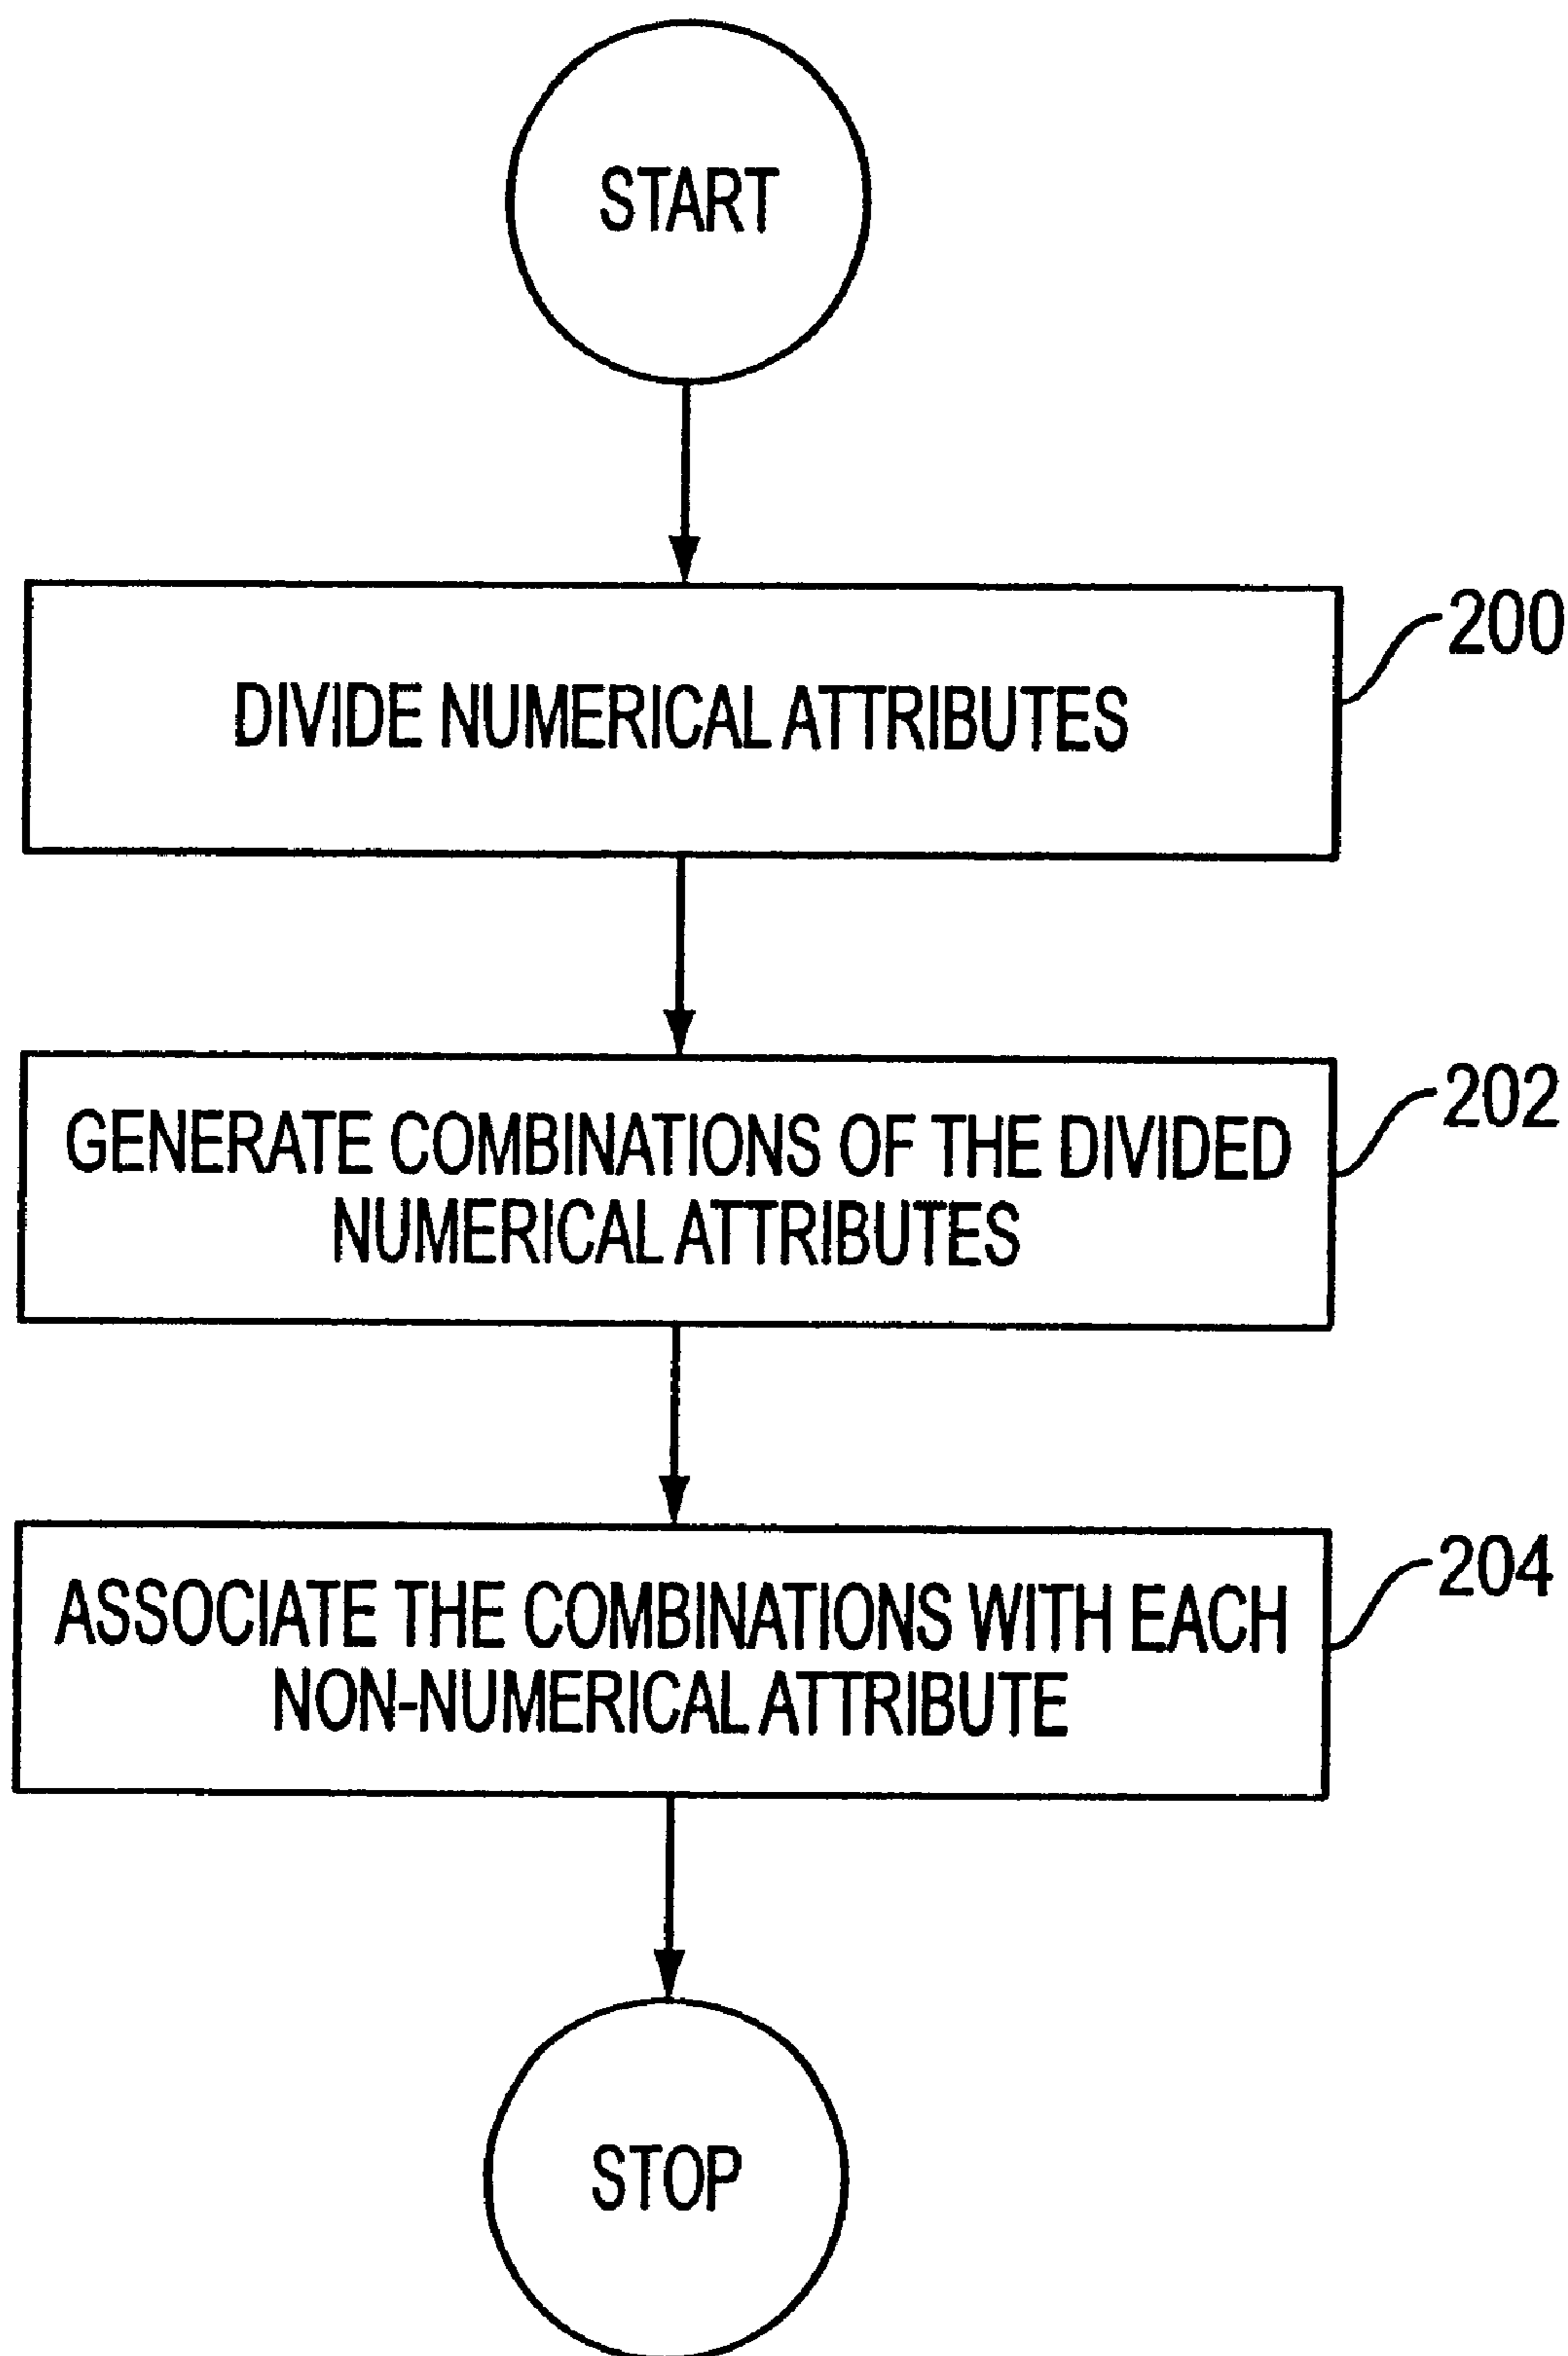 START
DIVIDE NUMERICAL ATTRIBUTES
200
GENERATE COMBINATIONS OF THE DIVIDED
NUMERICAL ATTRIBUTES
202
ASSOCIATE THE COMBINATIONS WITH EACH
NON-NUMERICAL ATTRIBUTE
204
STOP